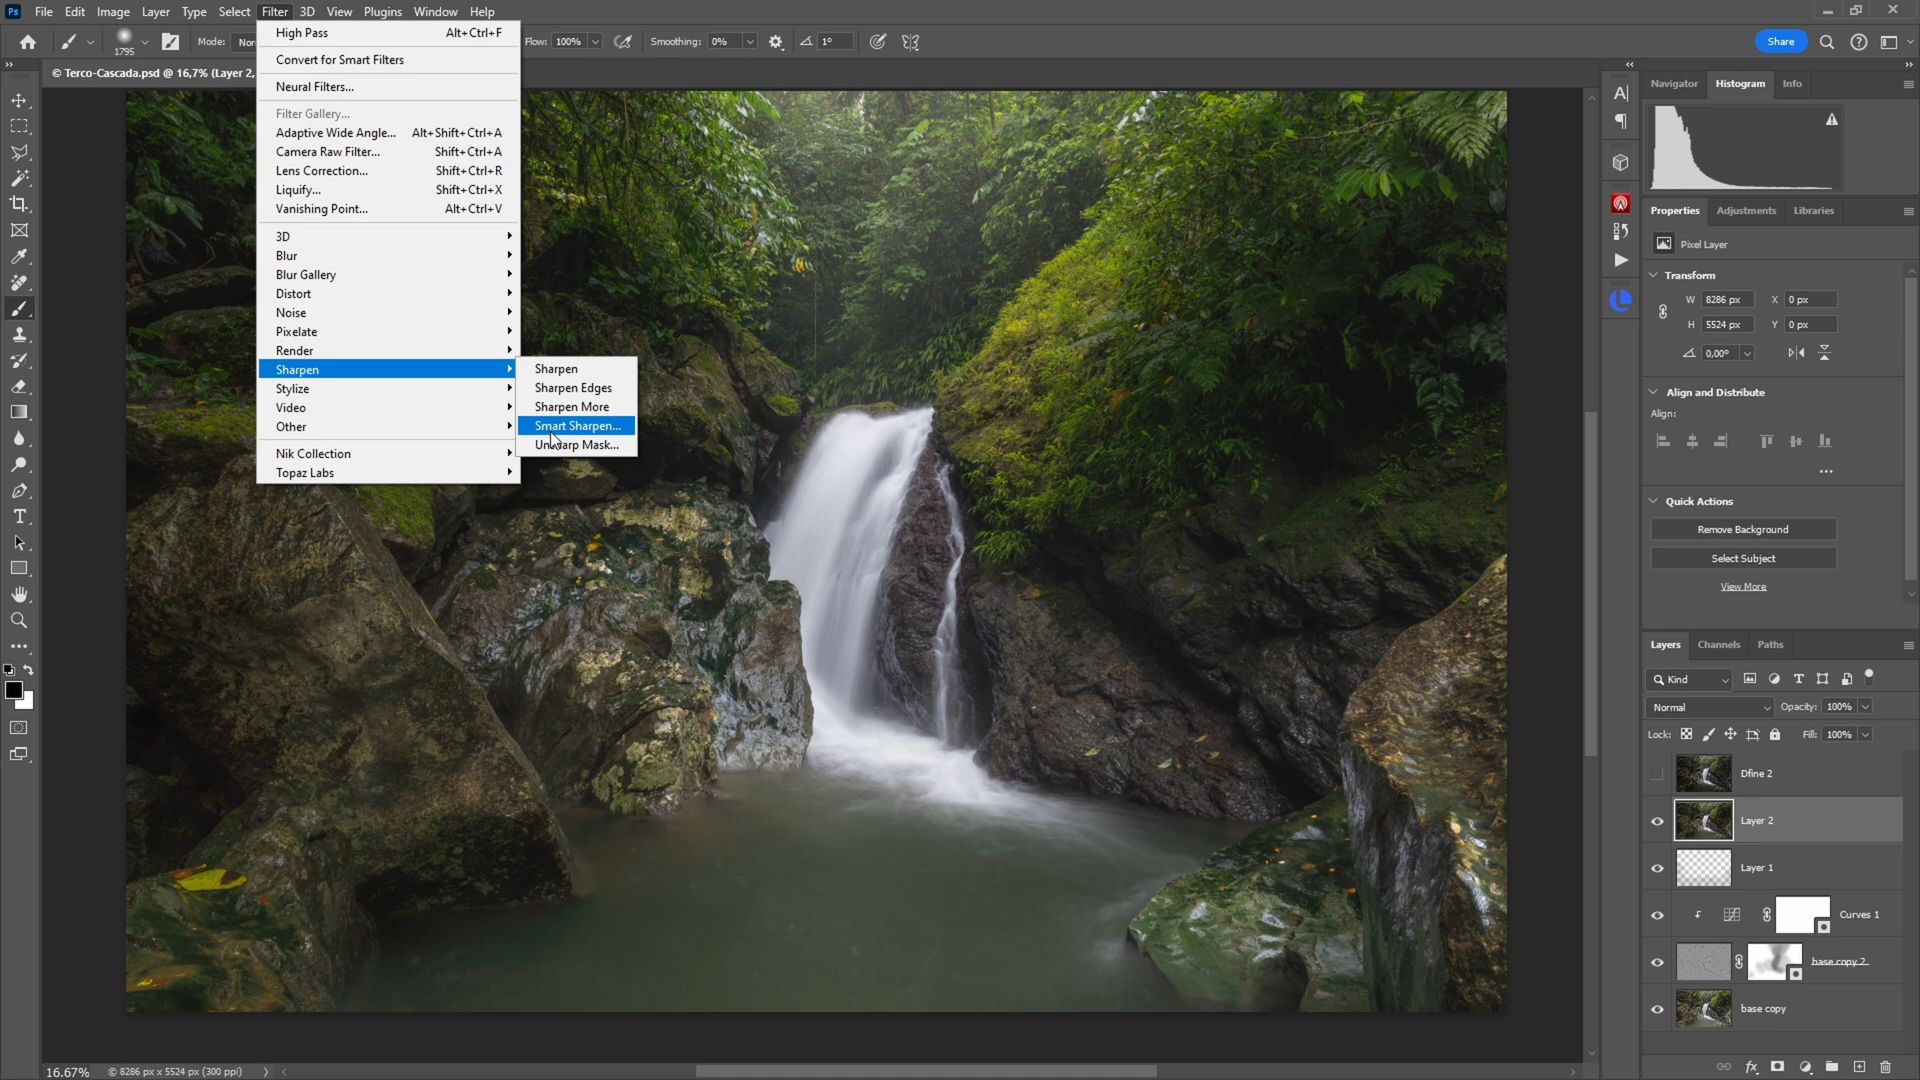 Ps File Edit Image Layer Type Select Filter 3D View Plugins Window Help
1795 Mode: Flow: 100% Smoothing: 0% 1° Share
© Terco-Cascada.psd @ 16,7% (Layer 2,
High Pass Alt+Ctrl+F
Convert for Smart Filters
Neural Filters...
Filter Gallery...
Adaptive Wide Angle... Alt+Shift+Ctrl+A
Camera Raw Filter... Shift+Ctrl+A
Lens Correction... Shift+Ctrl+R
Liquify... Shift+Ctrl+X
Vanishing Point... Alt+Ctrl+V
3D
Blur
Blur Gallery
Distort
Noise
Pixelate
Render
Sharpen
Stylize
Video
Other
Nik Collection
Topaz Labs
Sharpen
Sharpen Edges
Sharpen More
Smart Sharpen...
Mask...
Navigator Histogram Info
Properties Adjustments Libraries
Pixel Layer
Transform
W 8286 px X 0 px
H 5524 px Y 0 px
0,00°
Align and Distribute
Align:
Quick Actions
Remove Background
Select Subject
View More
Layers Channels Paths
Kind
Normal Opacity: 100%
Lock: Fill: 100%
Dfine 2
Layer 2
Layer 1
Curves 1
base copy 2
base copy
16.67% © 8286 px x 5524 px (300 ppi)